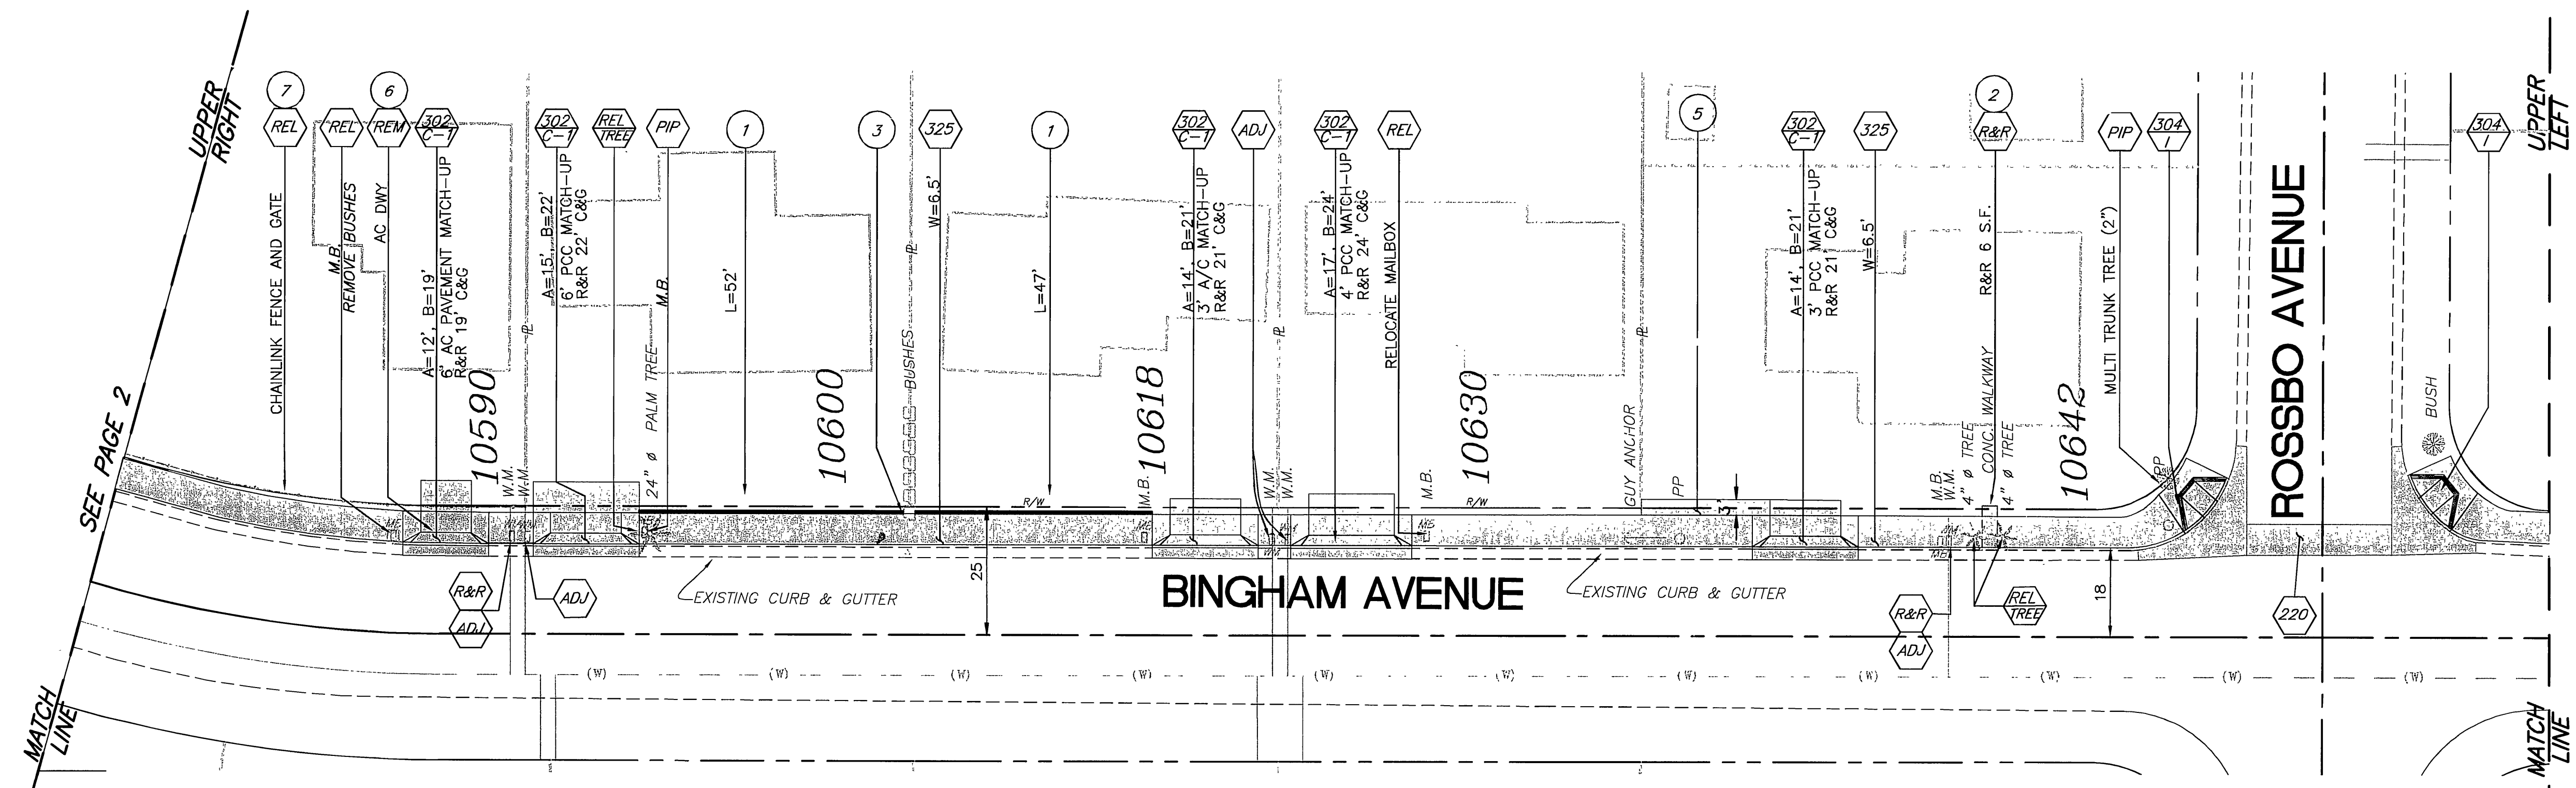 UPPER
RIGHT
7
REL
CHAINLINK FENCE AND GATE
REL
M.B.
REMOVE BUSHES
6
REM
AC DWY
302
C-1
A=12', B=19'
6' AC PAVEMENT MATCH-UP
R&R 19' C&G
10590
W.M.
W.M.
302
C-1
A=15', B=22'
6' PCC MATCH-UP
R&R 22' C&G
REL
TREE
PIP
M.B.
24" ø PALM TREE
1
L=52'
10600
3
BUSHES
325
W=6.5'
1
L=47'
R/W
M.B.
10618
302
C-1
A=14', B=21'
3' A/C MATCH-UP
R&R 21' C&G
ADJ
W.M.
W.M.
302
C-1
A=17', B=24'
4' PCC MATCH-UP
R&R 24' C&G
REL
RELOCATE MAILBOX
M.B.
10630
R/W
GUY ANCHOR
5
PP
3'
302
C-1
A=14', B=21'
3' PCC MATCH-UP
R&R 21' C&G
325
W=6.5'
M.B.
W.M.
4" ø TREE
2
R&R
R&R 6 S.F.
CONC. WALKWAY
4" ø TREE
10642
PIP
MULTI TRUNK TREE (2")
304
I
PP
ROSSBO AVENUE
BUSH
304
I
UPPER
LEFT
SEE PAGE 2
R&R
ADJ
ADJ
EXISTING CURB & GUTTER
25
BINGHAM AVENUE
EXISTING CURB & GUTTER
R&R
ADJ
REL
TREE
18
220
(W) (W) (W) (W) (W) (W) (W) (W) (W) (W) (W)
MATCH
LINE
MATCH
LINE